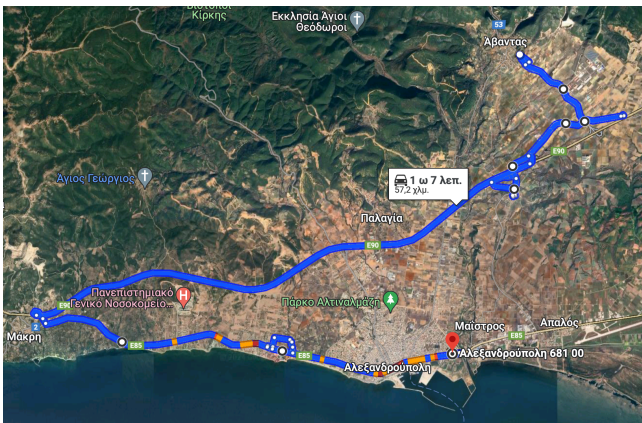 Κίρκης
Εκκλησία Άγιοι
Θεόδωροι
53
Άβαντας
E90
Άγιος Γεώργιος
1 ω 7 λεπ.
57,2 χλμ.
Παλαγία
E90
E90
Πανεπιστημιακό
Γενικό Νοσοκομείο...
Πάρκο Αλτιναλμάζη
2
Μάκρη
E85
E85
Μαΐστρος
Απαλός
E85
Αλεξανδρούπολη
Αλεξανδρούπολη 681 00